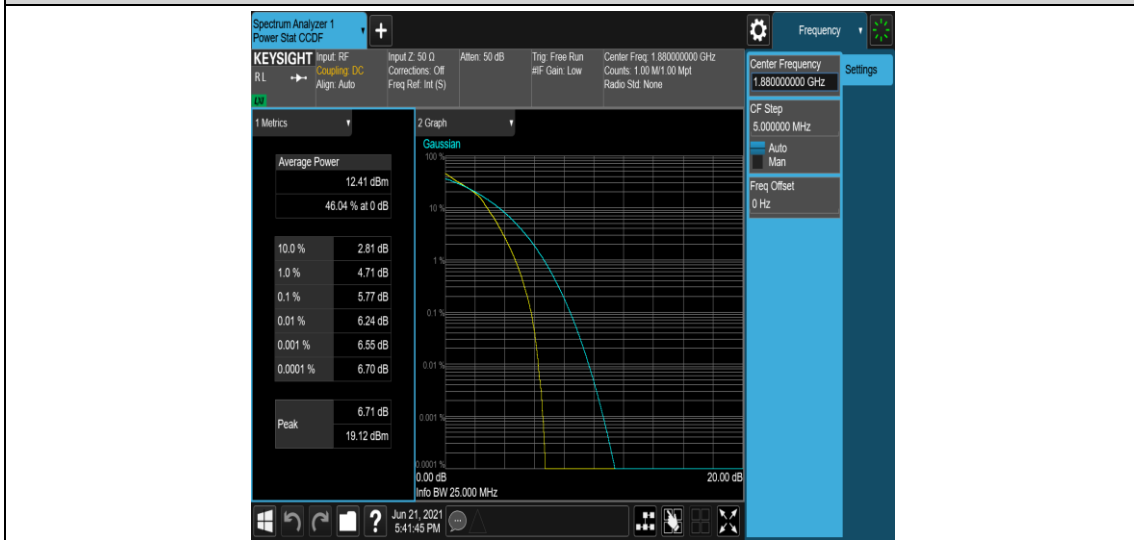 Spectrum Analyzer 1
Power Stat CCDF
+
Frequency
KEYSIGHT
RL
LXI
Input: RF
Coupling: DC
Align: Auto
Input Z: 50 Ω
Corrections: Off
Freq Ref: Int (S)
Atten: 50 dB
Trig: Free Run
#IF Gain: Low
Center Freq: 1.880000000 GHz
Counts: 1.00 M/1.00 Mpt
Radio Std: None
Center Frequency
1.880000000 GHz
Settings
CF Step
5.000000 MHz
Auto
Man
Freq Offset
0 Hz
1 Metrics
Average Power
12.41 dBm
46.04 % at 0 dB
10.0 % 2.81 dB
1.0 % 4.71 dB
0.1 % 5.77 dB
0.01 % 6.24 dB
0.001 % 6.55 dB
0.0001 % 6.70 dB
Peak
6.71 dB
19.12 dBm
2 Graph
Gaussian
100 %
10 %
1 %
0.1 %
0.01 %
0.001 %
0.0001 %
0.00 dB 20.00 dB
Info BW 25.000 MHz
?
Jun 21, 2021
5:41:45 PM